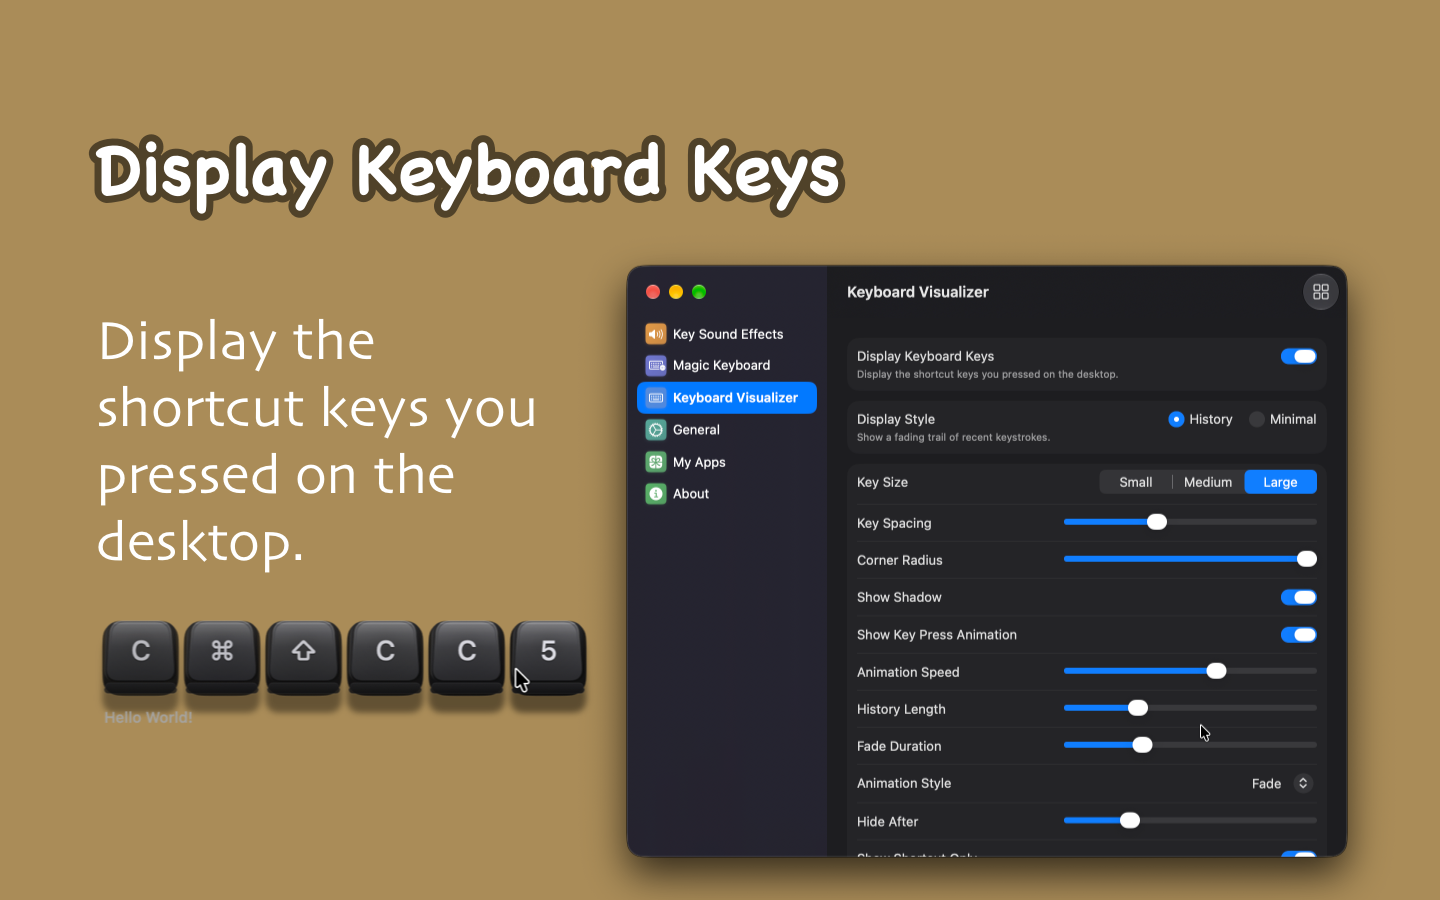 Display Keyboard Keys
Display the
shortcut keys you
pressed on the
desktop.
C ⌘ ⇧ C C 5
Hello World!
Key Sound Effects
Magic Keyboard
Keyboard Visualizer
General
My Apps
About
Keyboard Visualizer
Display Keyboard Keys
Display the shortcut keys you pressed on the desktop.
Display Style
History Minimal
Show a fading trail of recent keystrokes.
Key Size
Small Medium Large
Key Spacing
Corner Radius
Show Shadow
Show Key Press Animation
Animation Speed
History Length
Fade Duration
Animation Style
Fade
Hide After
Show Shortcut Only